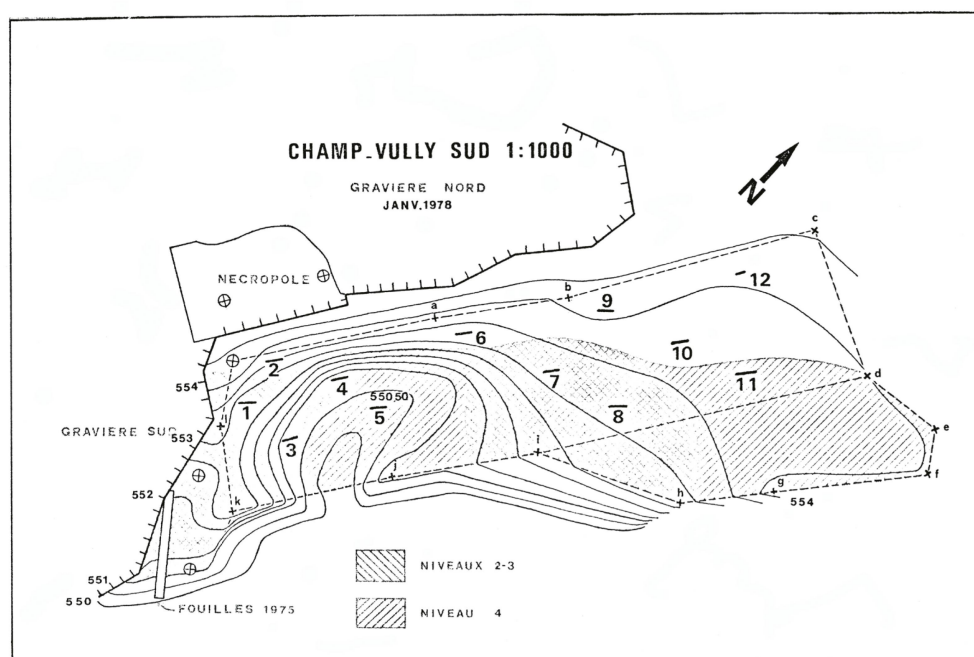 CHAMP-VULLY SUD 1:1000
GRAVIERE NORD
JANV.1978
N
c
NECROPOLE
b
a
9
12
6
10
2
554
7
11
d
4
550,50
1
5
8
e
GRAVIERE SUD
553
3
i
j
f
552
k
h
g
554
551
550
FOUILLES 1975
NIVEAUX 2-3
NIVEAU 4